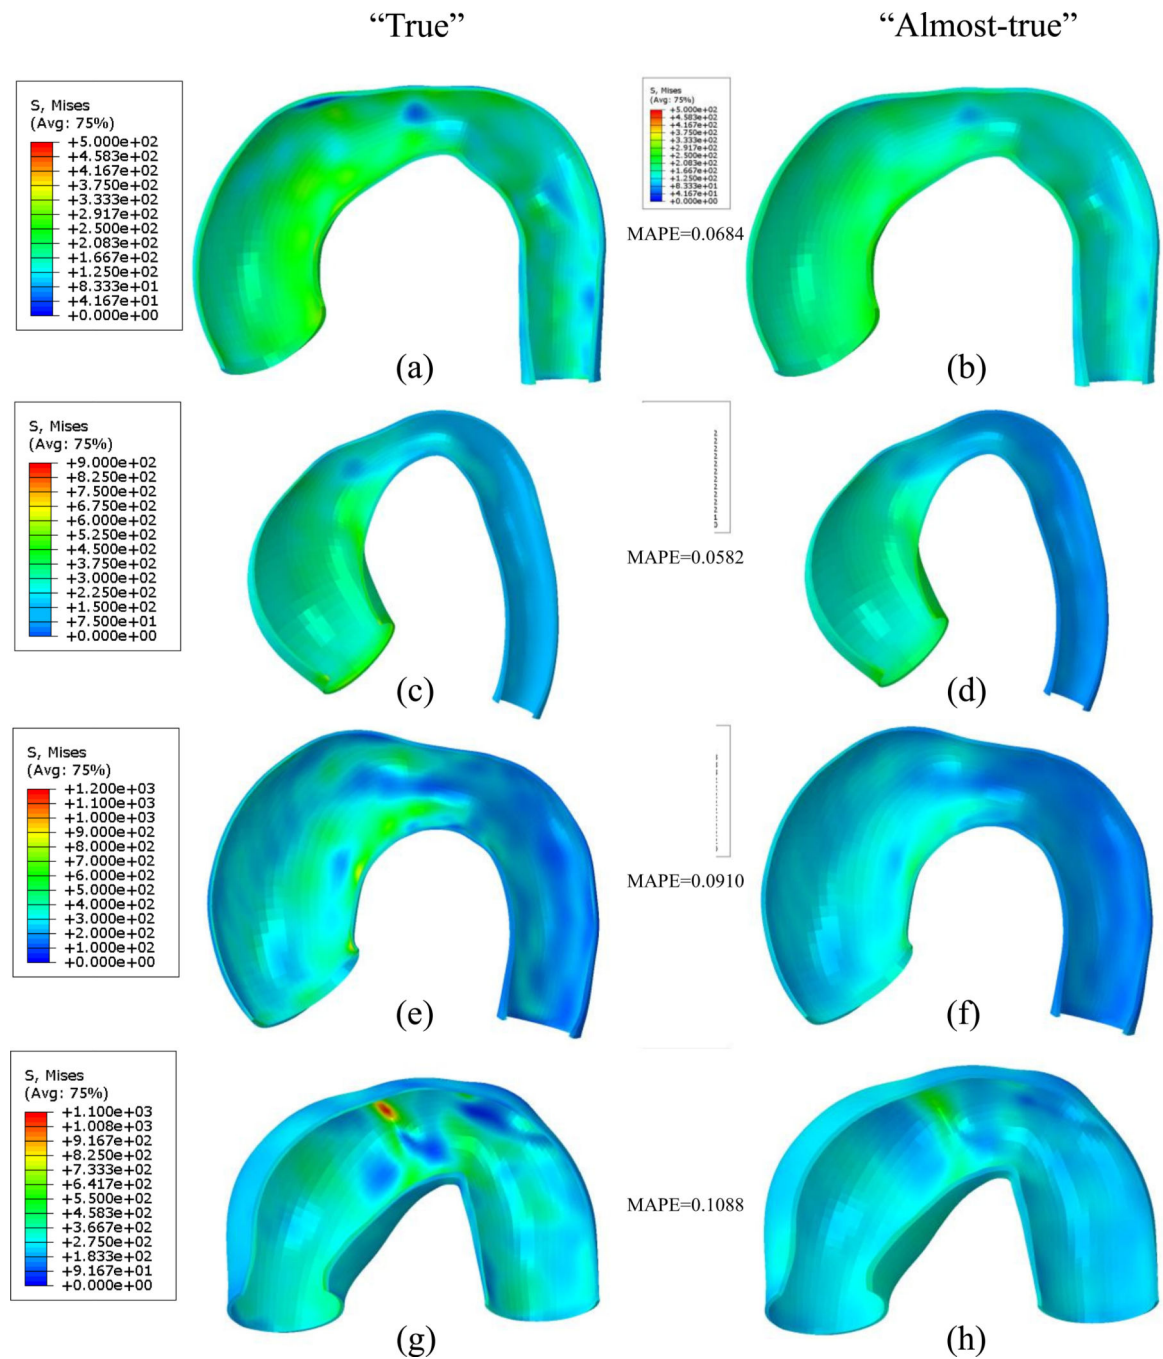 “True”
“Almost-true”
S, Mises
(Avg: 75%)
+5.000e+02
+4.583e+02
+4.167e+02
+3.750e+02
+3.333e+02
+2.917e+02
+2.500e+02
+2.083e+02
+1.667e+02
+1.250e+02
+8.333e+01
+4.167e+01
+0.000e+00
S, Mises
(Avg: 75%)
+5.000e+02
+4.583e+02
+4.167e+02
+3.750e+02
+3.333e+02
+2.917e+02
+2.500e+02
+2.083e+02
+1.667e+02
+1.250e+02
+8.333e+01
+4.167e+01
+0.000e+00
MAPE=0.0684
(a)
(b)
S, Mises
(Avg: 75%)
+9.000e+02
+8.250e+02
+7.500e+02
+6.750e+02
+6.000e+02
+5.250e+02
+4.500e+02
+3.750e+02
+3.000e+02
+2.250e+02
+1.500e+02
+7.500e+01
+0.000e+00
MAPE=0.0582
(c)
(d)
S, Mises
(Avg: 75%)
+1.200e+03
+1.100e+03
+1.000e+03
+9.000e+02
+8.000e+02
+7.000e+02
+6.000e+02
+5.000e+02
+4.000e+02
+3.000e+02
+2.000e+02
+1.000e+02
+0.000e+00
MAPE=0.0910
(e)
(f)
S, Mises
(Avg: 75%)
+1.100e+03
+1.008e+03
+9.167e+02
+8.250e+02
+7.333e+02
+6.417e+02
+5.500e+02
+4.583e+02
+3.667e+02
+2.750e+02
+1.833e+02
+9.167e+01
+0.000e+00
MAPE=0.1088
(g)
(h)